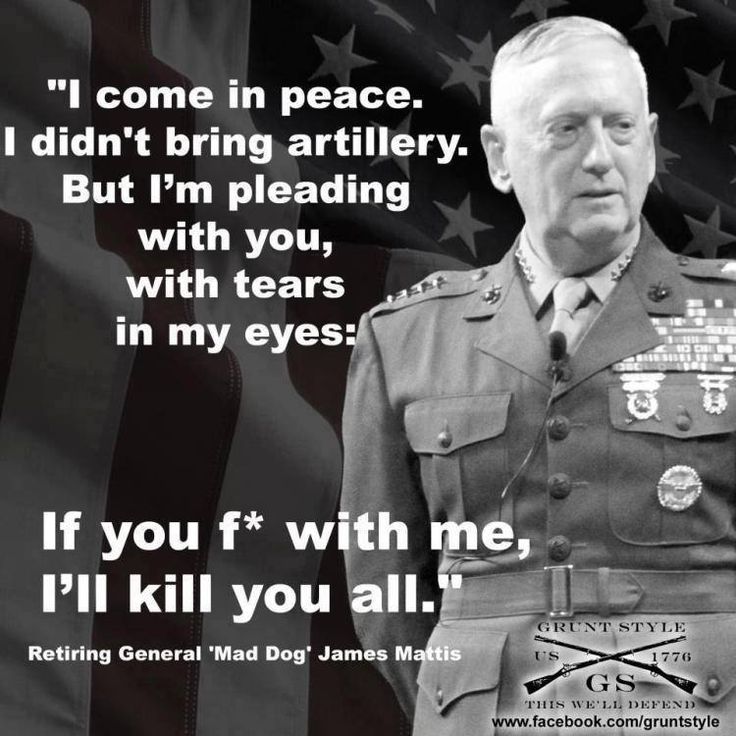 "I come in peace.
I didn't bring artillery.
But I’m pleading
with you,
with tears
in my eyes:
If you f* with me,
I’ll kill you all."
Retiring General 'Mad Dog' James Mattis
GRUNT STYLE
US 1776
GS
THIS WE'LL DEFEND
www.facebook.com/gruntstyle